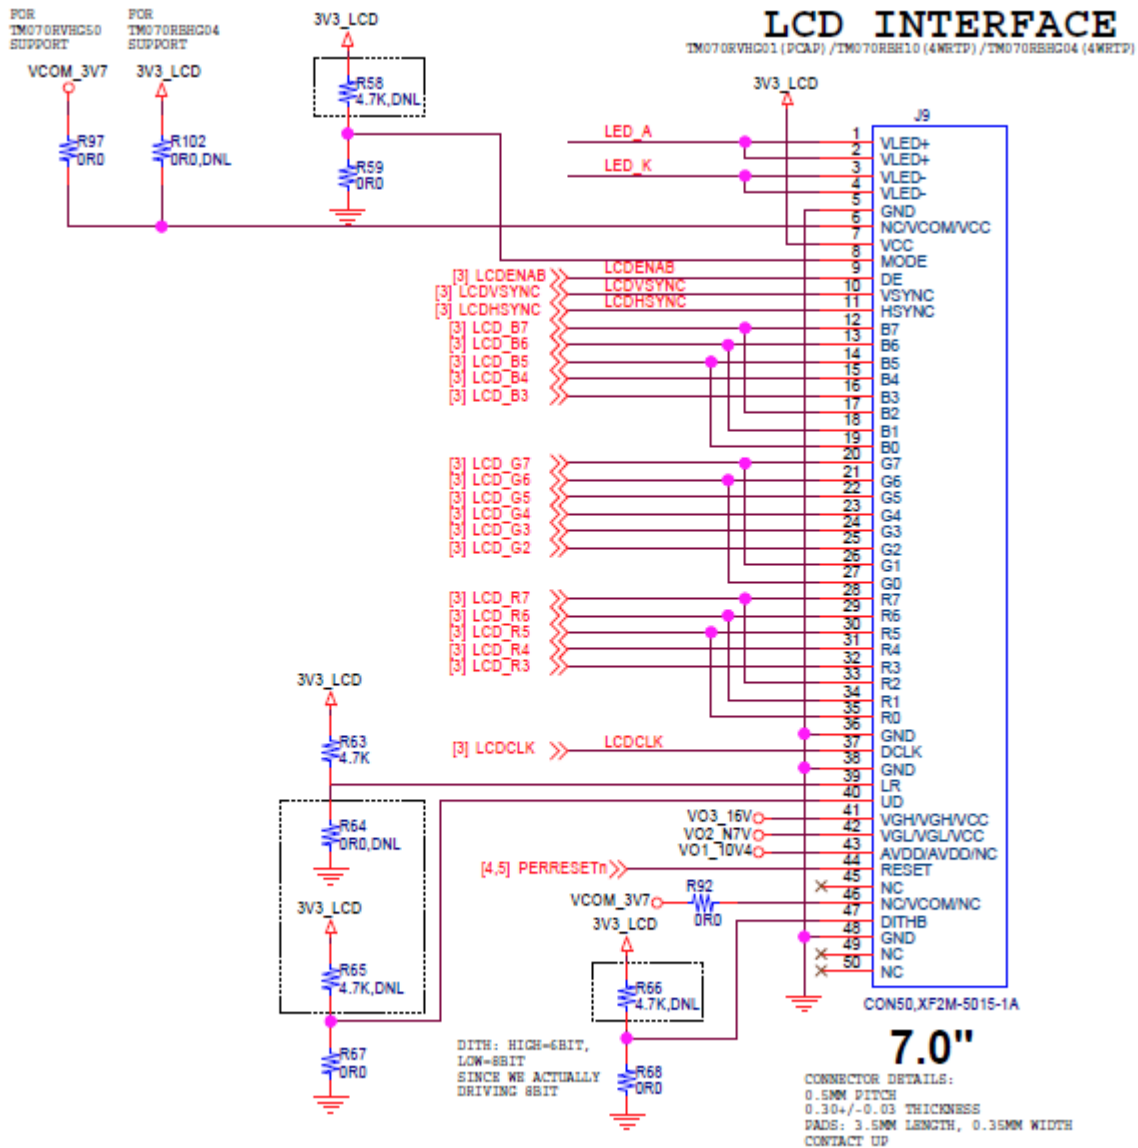 FOR
TM070RVHG50
SUPPORT
FOR
TM070RBHG04
SUPPORT
LCD INTERFACE
TM070RVHG01(PCAP)/TM070RBH10(4WRTP)/TM070RBHG04(4WRTP)
VCOM_3V7
3V3_LCD
R97
0R0
R102
0R0,DNL
3V3_LCD
R58
4.7K,DNL
R59
0R0
3V3_LCD
J9
LED_A
LED_K
1 VLED+
2 VLED+
3 VLED-
4 VLED-
5 GND
6 NC/VCOM/VCC
7 VCC
8 MODE
[3] LCDENAB LCDENAB 9 DE
[3] LCDVSYNC LCDVSYNC 10 VSYNC
[3] LCDHSYNC LCDHSYNC 11 HSYNC
[3] LCD_B7 12 B7
[3] LCD_B6 13 B6
[3] LCD_B5 14 B5
[3] LCD_B4 15 B4
[3] LCD_B3 16 B3
17 B2
18 B1
19 B0
[3] LCD_G7 20 G7
[3] LCD_G6 21 G6
[3] LCD_G5 22 G5
[3] LCD_G4 23 G4
[3] LCD_G3 24 G3
[3] LCD_G2 25 G2
26 G1
27 G0
[3] LCD_R7 28 R7
[3] LCD_R6 29 R6
[3] LCD_R5 30 R5
[3] LCD_R4 31 R4
[3] LCD_R3 32 R3
33 R2
34 R1
35 R0
36 GND
[3] LCDCLK LCDCLK 37 DCLK
38 GND
39 LR
40 UD
VO3_16V 41 VGH/VGH/VCC
VO2_N7V 42 VGL/VGL/VCC
VO1_10V4 43 AVDD/AVDD/NC
[4,5] PERRESETn 44 RESET
45 NC
46 NC/VCOM/NC
47 DITHB
48 GND
49 NC
50 NC
3V3_LCD
R63
4.7K
R64
0R0,DNL
3V3_LCD
R65
4.7K,DNL
R67
0R0
VCOM_3V7
R92
0R0
3V3_LCD
R66
4.7K,DNL
R68
0R0
DITH: HIGH=6BIT,
LOW=8BIT
SINCE WE ACTUALLY
DRIVING 8BIT
CON50,XF2M-5015-1A
7.0"
CONNECTOR DETAILS:
0.5MM PITCH
0.30+/-0.03 THICKNESS
PADS: 3.5MM LENGTH, 0.35MM WIDTH
CONTACT UP